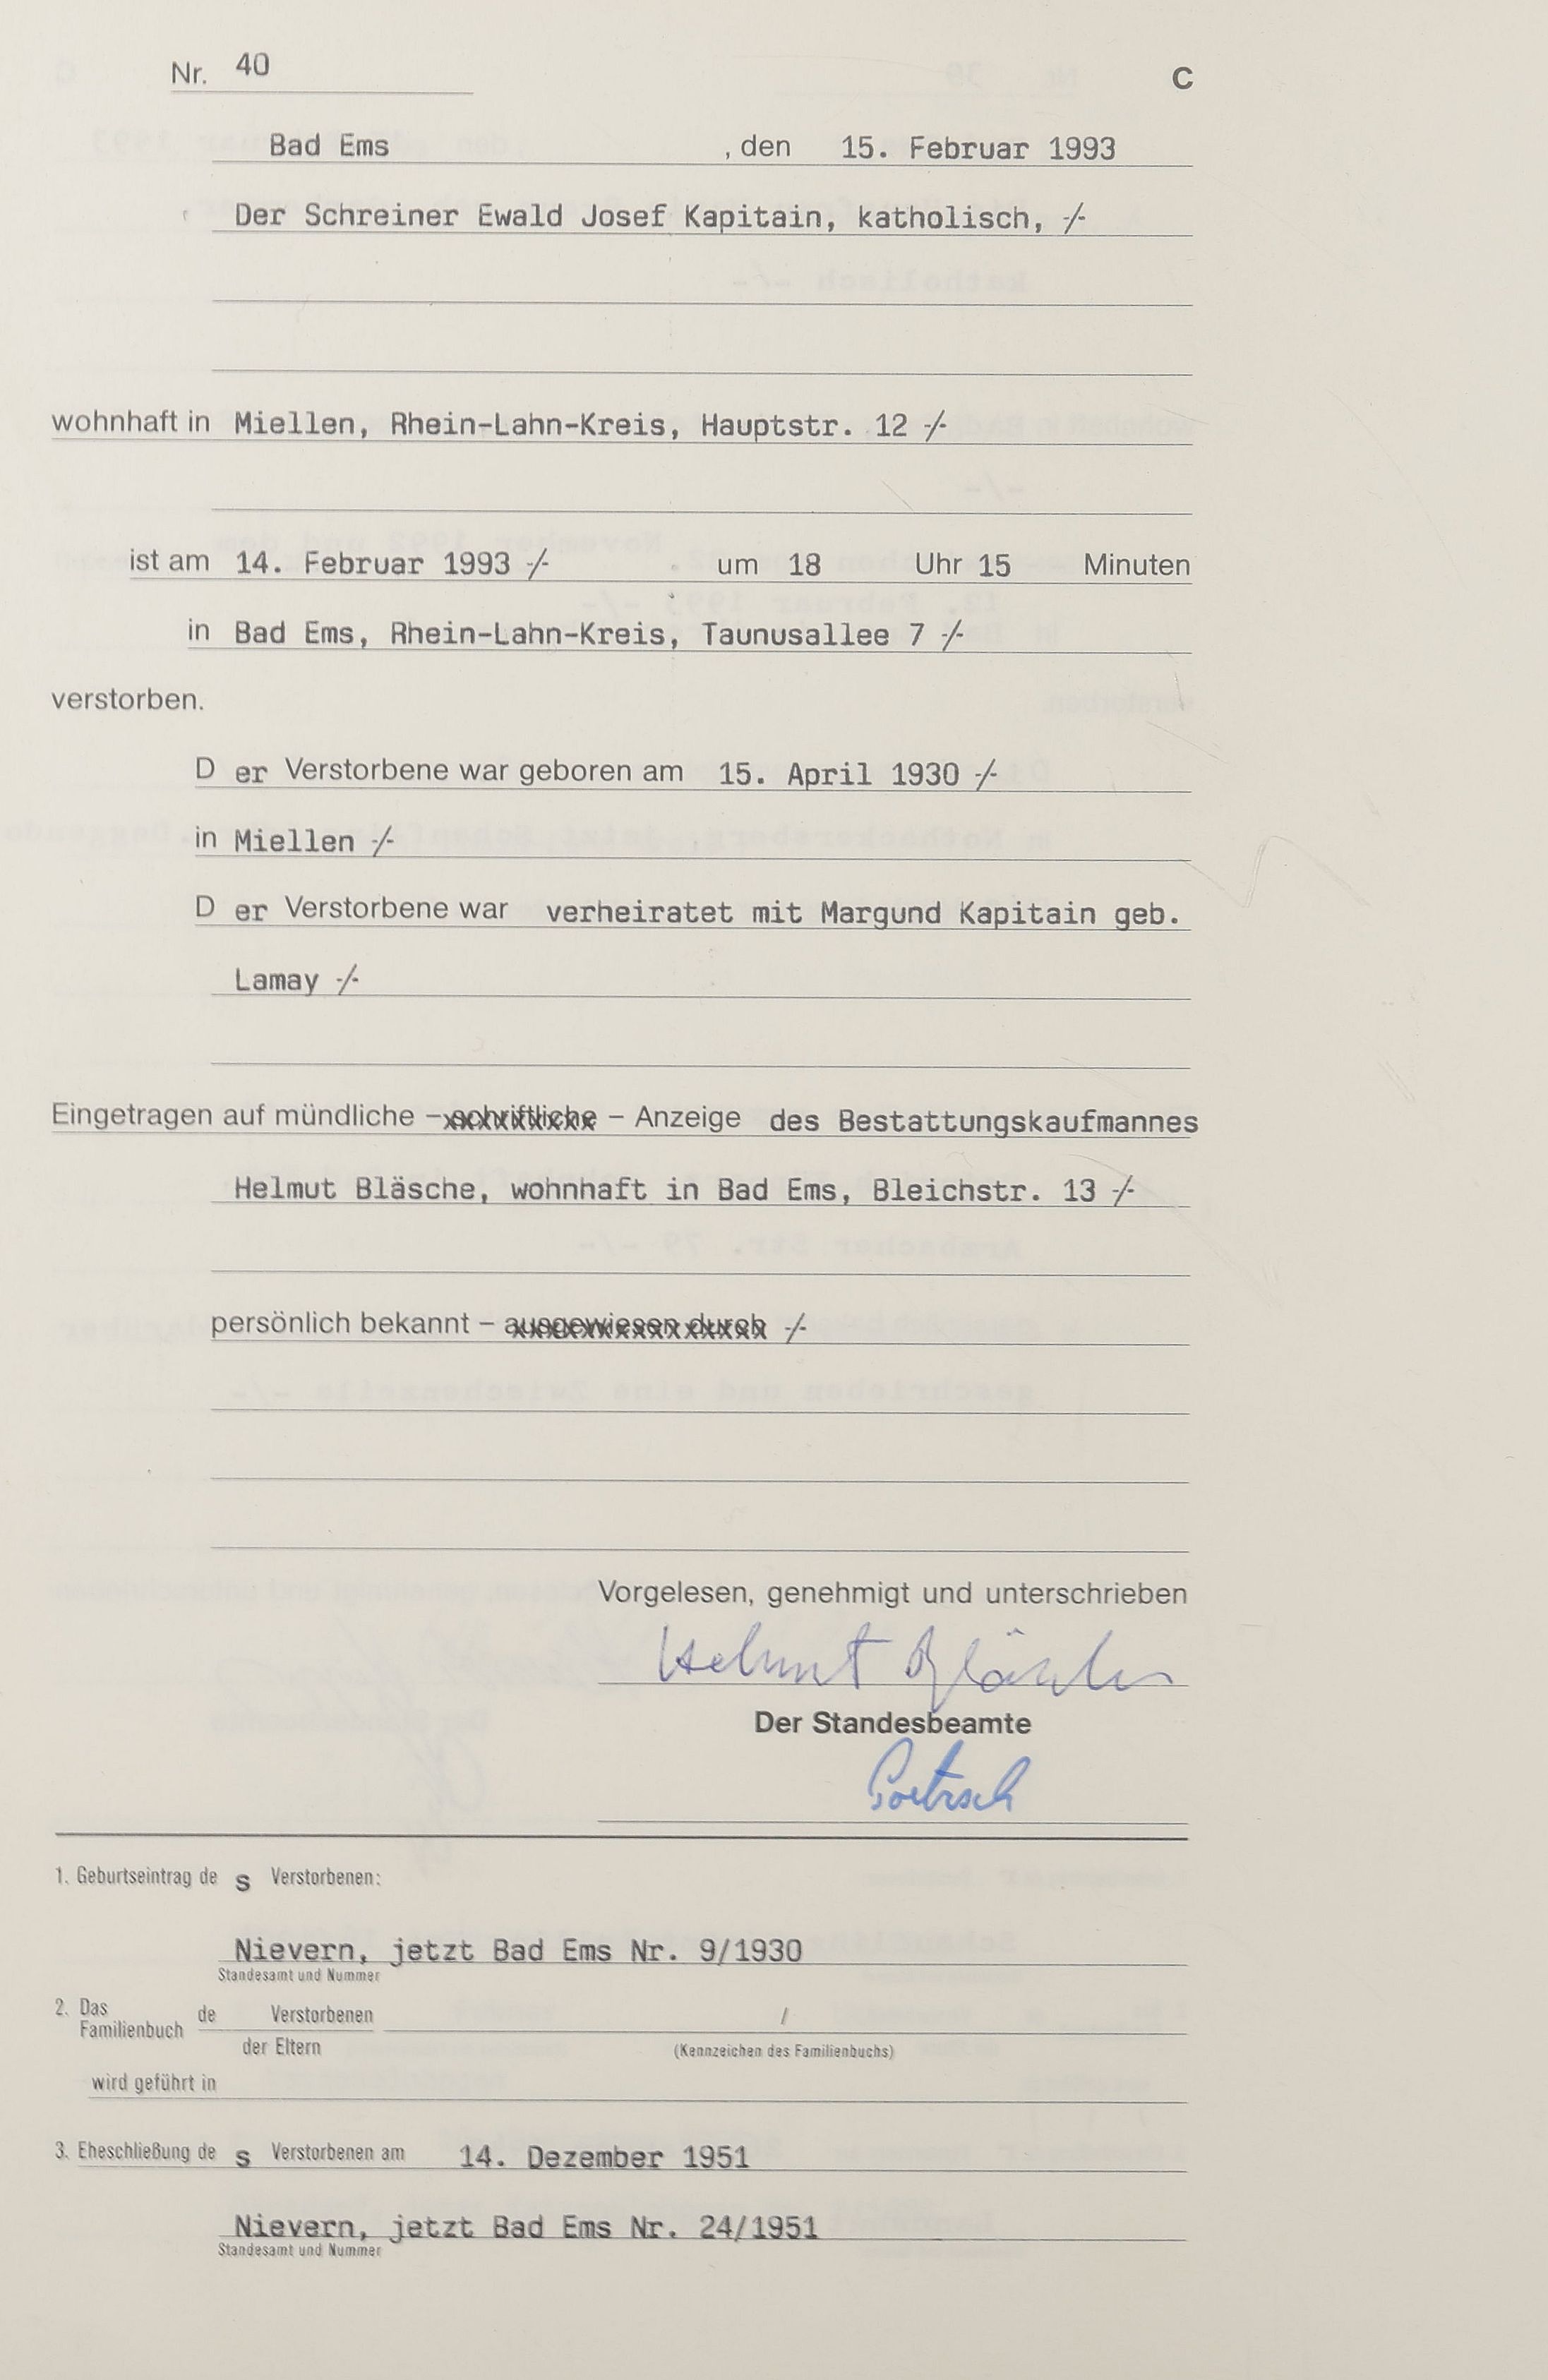 Nr. 40 C
Bad Ems , den 15. Februar 1993
Der Schreiner Ewald Josef Kapitain, katholisch, -/-
wohnhaft in Miellen, Rhein-Lahn-Kreis, Hauptstr. 12 -/-
ist am 14. Februar 1993 -/- um 18 Uhr 15 Minuten
in Bad Ems, Rhein-Lahn-Kreis, Taunusallee 7 -/-
verstorben.
D er Verstorbene war geboren am 15. April 1930 -/-
in Miellen -/-
D er Verstorbene war verheiratet mit Margund Kapitain geb.
Lamay -/-
Eingetragen auf mündliche – schriftliche – Anzeige des Bestattungskaufmannes
Helmut Bläsche, wohnhaft in Bad Ems, Bleichstr. 13 -/-
persönlich bekannt – ausgewiesen durch -/-
Vorgelesen, genehmigt und unterschrieben
Helmut Bläsche
Der Standesbeamte
1. Geburtseintrag de s Verstorbenen:
Nievern, jetzt Bad Ems Nr. 9/1930
Standesamt und Nummer
2. Das de Verstorbenen /
Familienbuch der Eltern (Kennzeichen des Familienbuchs)
wird geführt in
3. Eheschließung de s Verstorbenen am 14. Dezember 1951
Nievern, jetzt Bad Ems Nr. 24/1951
Standesamt und Nummer